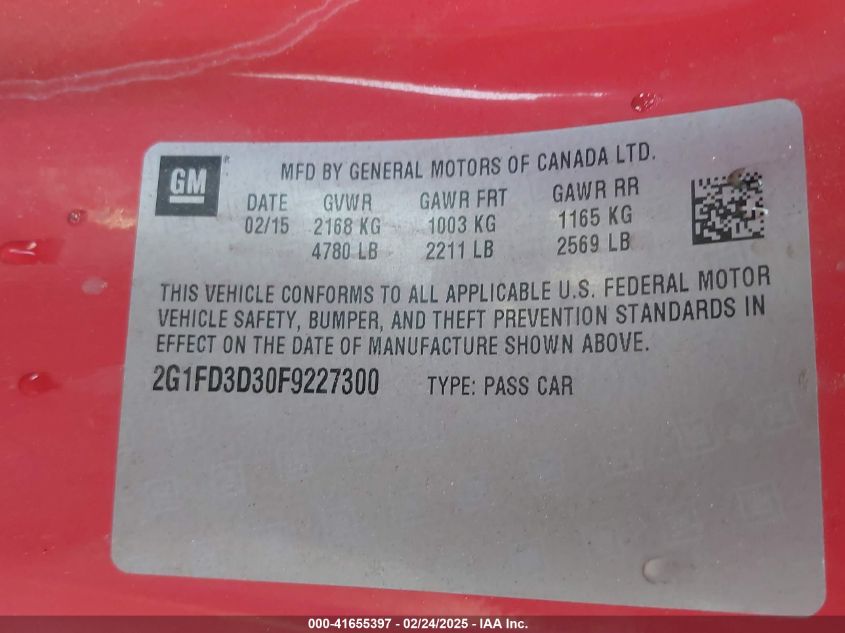 GM
MFD BY GENERAL MOTORS OF CANADA LTD.
DATE GVWR GAWR FRT GAWR RR
02/15 2168 KG 1003 KG 1165 KG
4780 LB 2211 LB 2569 LB
THIS VEHICLE CONFORMS TO ALL APPLICABLE U.S. FEDERAL MOTOR
VEHICLE SAFETY, BUMPER, AND THEFT PREVENTION STANDARDS IN
EFFECT ON THE DATE OF MANUFACTURE SHOWN ABOVE.
2G1FD3D30F9227300 TYPE: PASS CAR
000-41655397 - 02/24/2025 - IAA Inc.